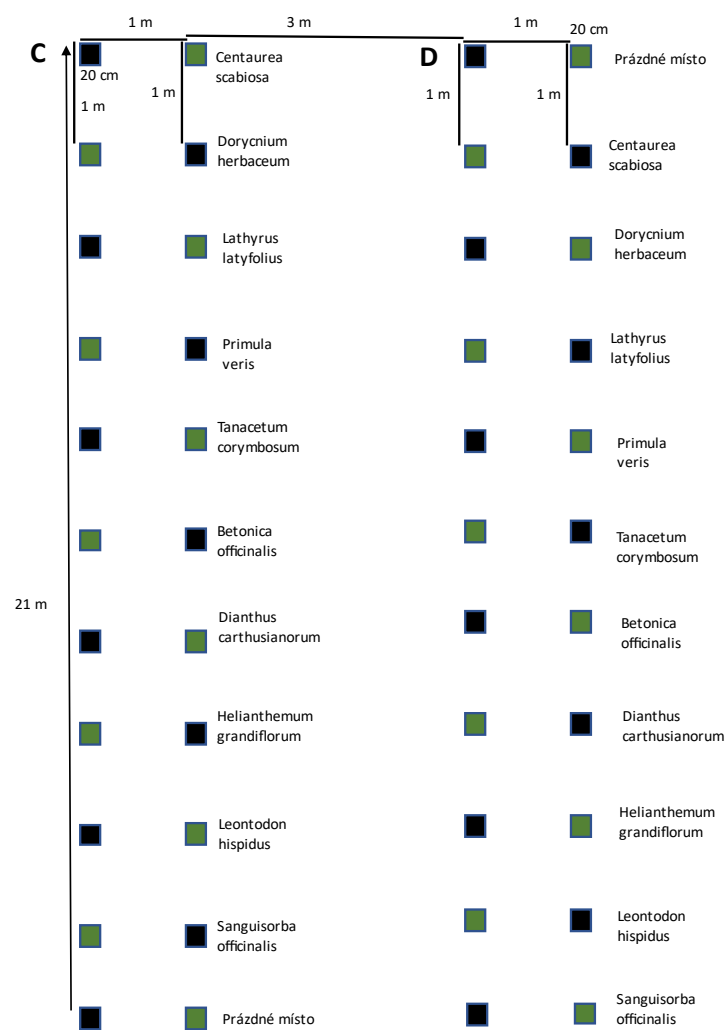 1 m
3 m
1 m
20 cm
C
20 cm
1 m
1 m
Centaurea
scabiosa
Dorycnium
herbaceum
Lathyrus
latyfolius
Primula
veris
Tanacetum
corymbosum
Betonica
officinalis
21 m
Dianthus
carthusianorum
Helianthemum
grandiflorum
Leontodon
hispidus
Sanguisorba
officinalis
Prázdné místo
D
1 m
1 m
Prázdné místo
Centaurea
scabiosa
Dorycnium
herbaceum
Lathyrus
latyfolius
Primula
veris
Tanacetum
corymbosum
Betonica
officinalis
Dianthus
carthusianorum
Helianthemum
grandiflorum
Leontodon
hispidus
Sanguisorba
officinalis